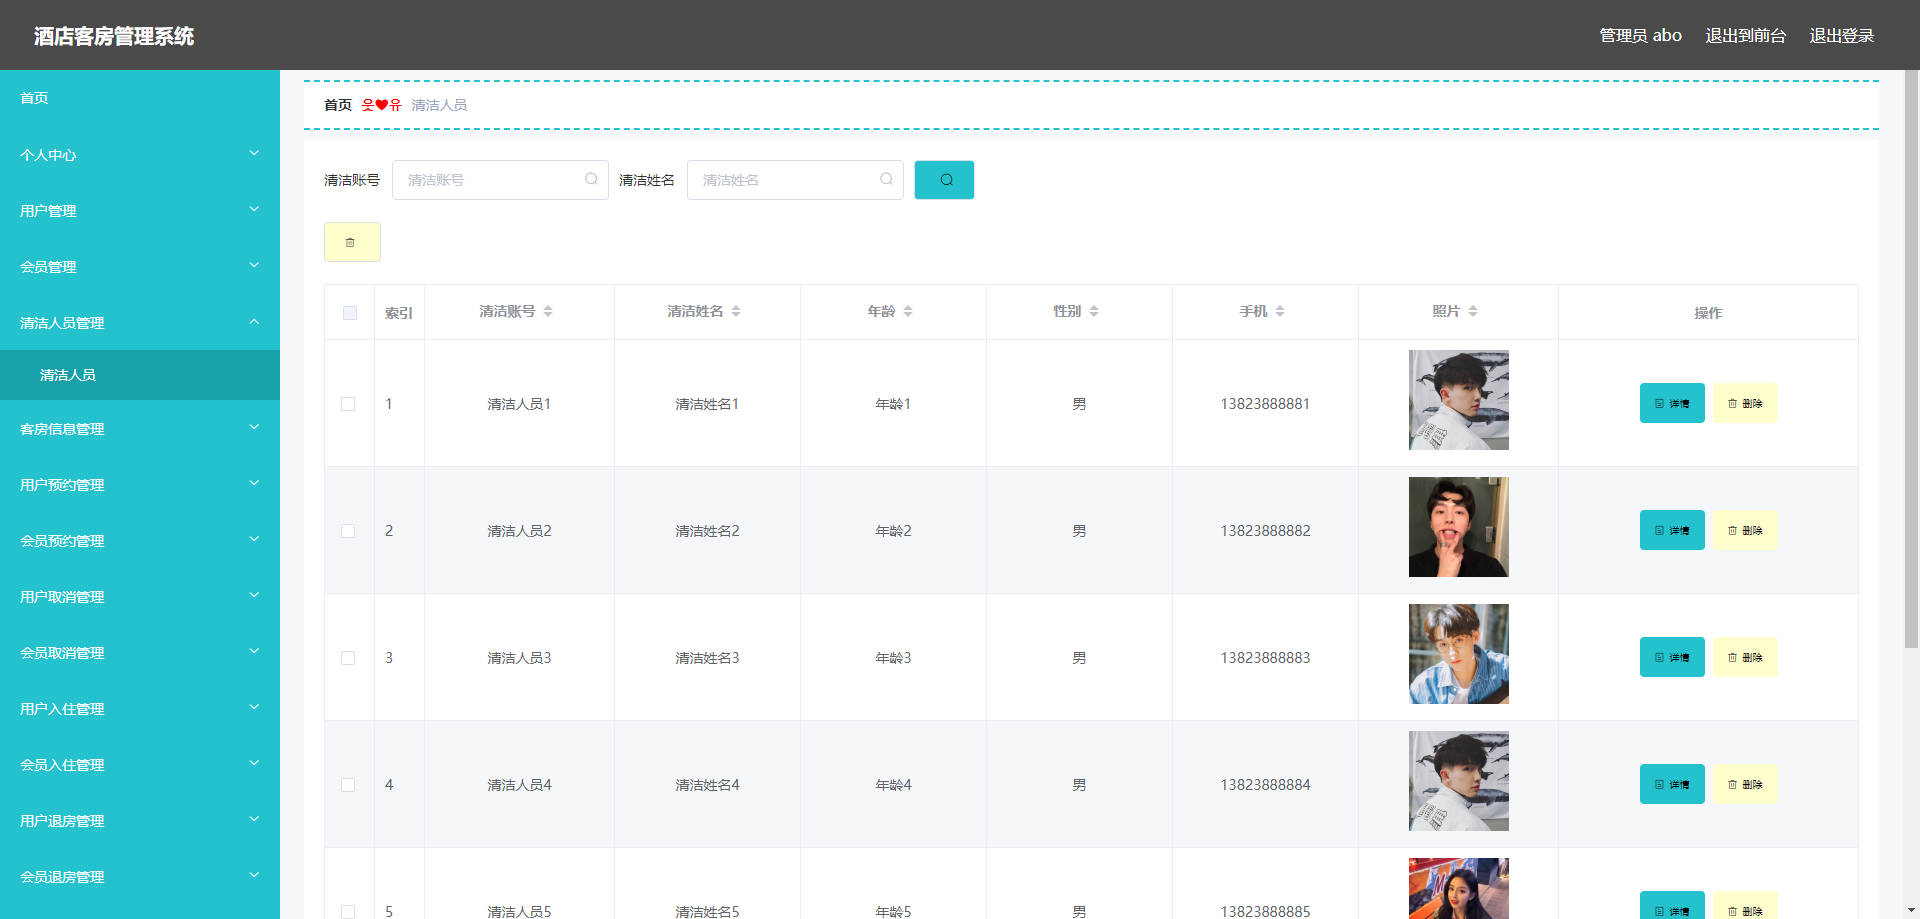 酒店客房管理系统
管理员 abo 退出到前台 退出登录
首页
个人中心
用户管理
会员管理
清洁人员管理
清洁人员
客房信息管理
用户预约管理
会员预约管理
用户取消管理
会员取消管理
用户入住管理
会员入住管理
用户退房管理
会员退房管理
首页 웃❤유 清洁人员
清洁账号 清洁账号 清洁姓名 清洁姓名
索引 清洁账号 清洁姓名 年龄 性别 手机 照片 操作
1 清洁人员1 清洁姓名1 年龄1 男 13823888881 详情 删除
2 清洁人员2 清洁姓名2 年龄2 男 13823888882 详情 删除
3 清洁人员3 清洁姓名3 年龄3 男 13823888883 详情 删除
4 清洁人员4 清洁姓名4 年龄4 男 13823888884 详情 删除
5 清洁人员5 清洁姓名5 年龄5 男 13823888885 详情 删除